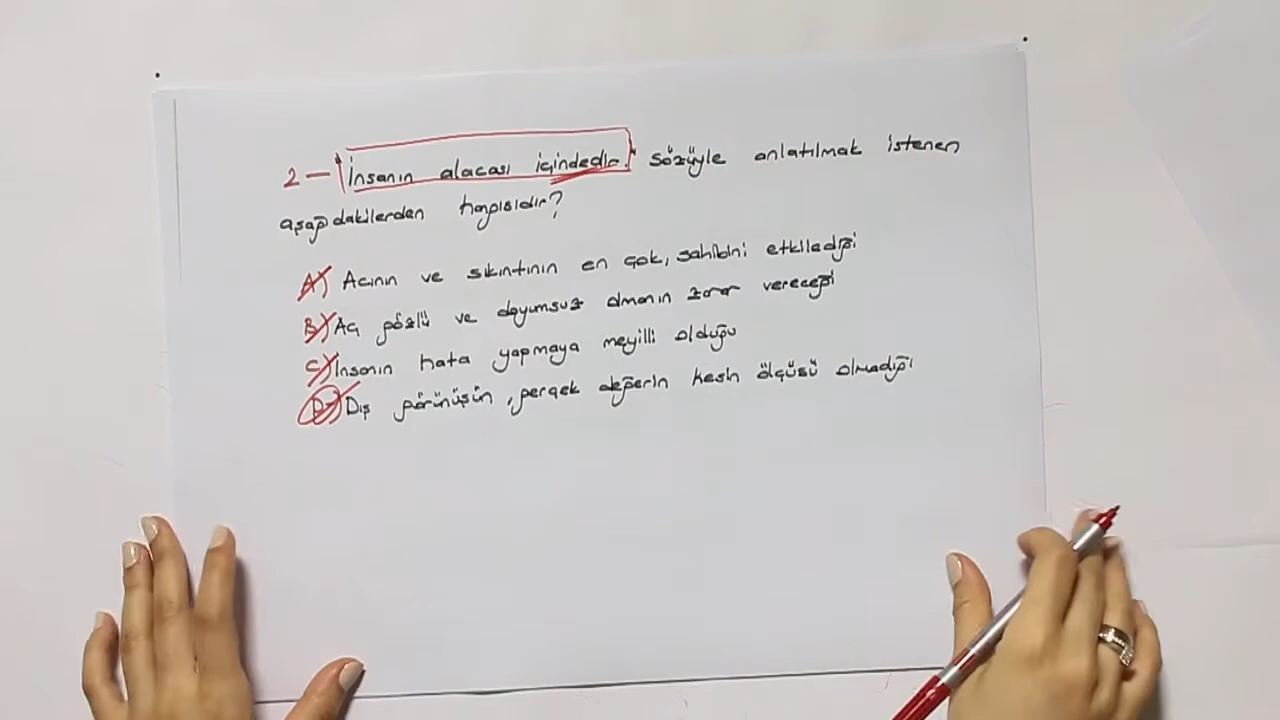 2- "İnsanın alacası içindedir." sözüyle anlatılmak istenen
aşağıdakilerden hangisidir?
A) Acının ve sıkıntının en çok, sahibini etkilediği
B) Aç gözlü ve doyumsuz olmanın zarar vereceği
C) İnsanın hata yapmaya meyilli olduğu
D) Dış görünüşün, gerçek değerin kesin ölçüsü olmadığı